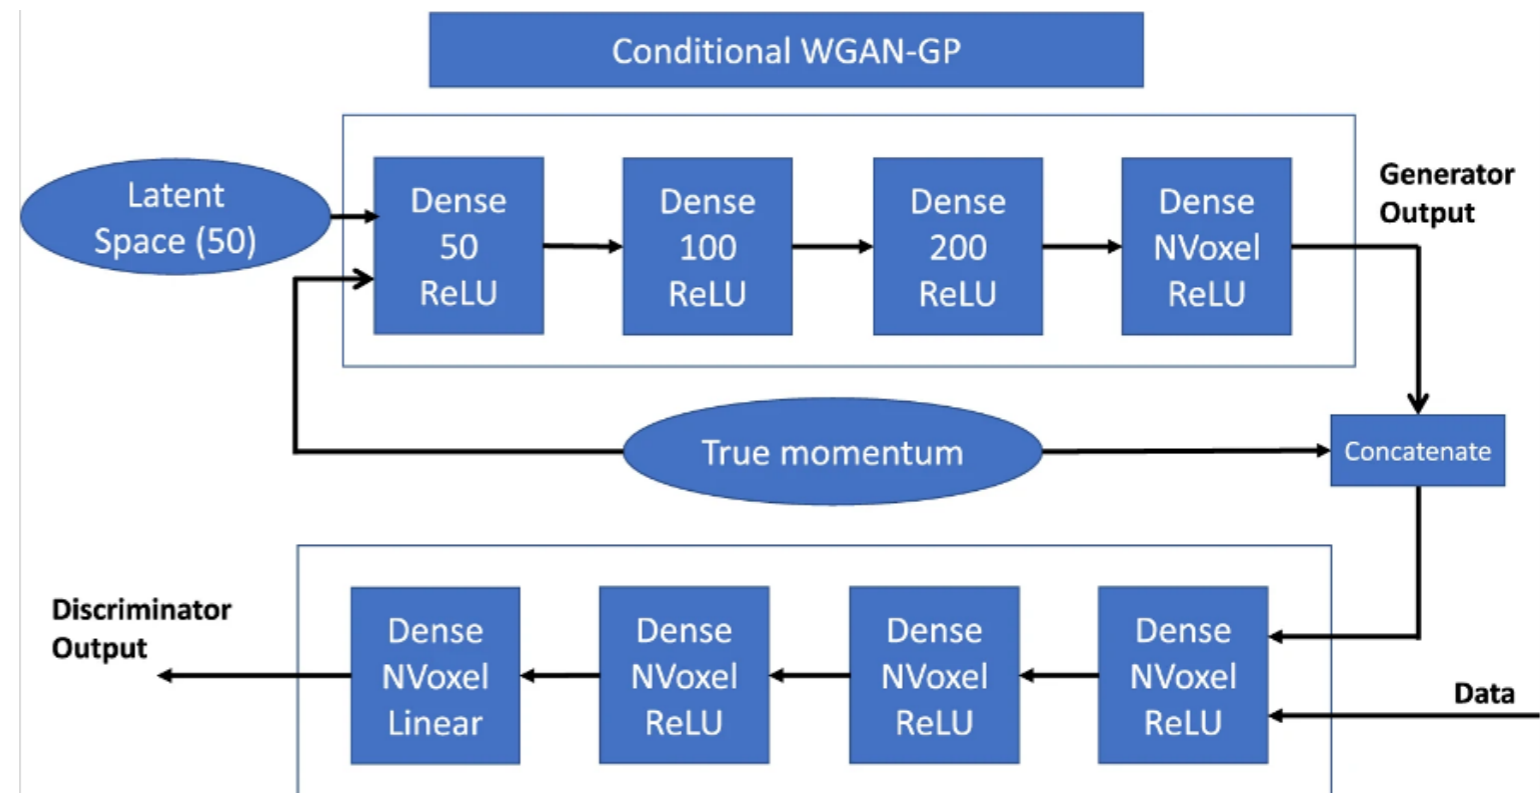 Conditional WGAN-GP
Latent
Space (50)
Dense
50
ReLU
Dense
100
ReLU
Dense
200
ReLU
Dense
NVoxel
ReLU
Generator
Output
True momentum
Concatenate
Discriminator
Output
Dense
NVoxel
Linear
Dense
NVoxel
ReLU
Dense
NVoxel
ReLU
Dense
NVoxel
ReLU
Data